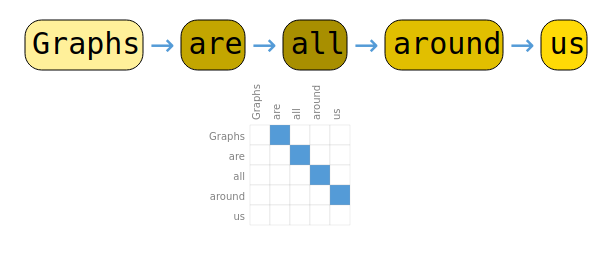 Graphs → are → all → around → us
Graphs are all around us
Graphs
are
all
around
us